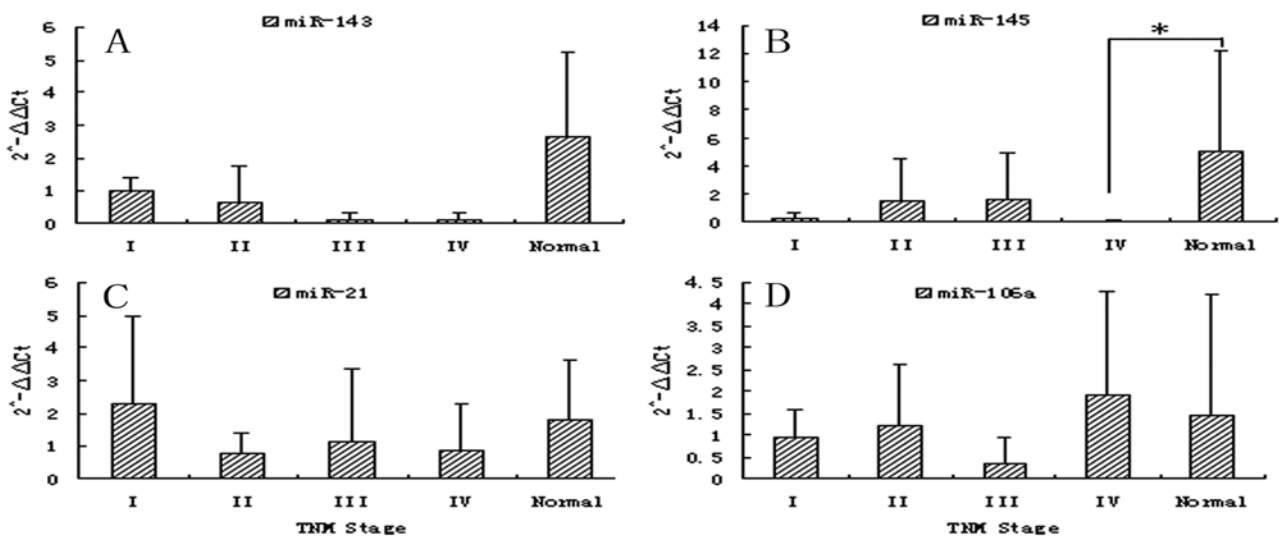 A
miR-143
2^-ΔΔCt
6
5
4
3
2
1
0
I II III IV Normal
B
miR-145
*
2^-ΔΔCt
14
12
10
8
6
4
2
0
I II III IV Normal
C
miR-21
2^-ΔΔCt
6
5
4
3
2
1
0
I II III IV Normal
TNM Stage
D
miR-106a
2^-ΔΔCt
4.5
4
3.5
3
2.5
2
1.5
1
0.5
0
I II III IV Normal
TNM Stage